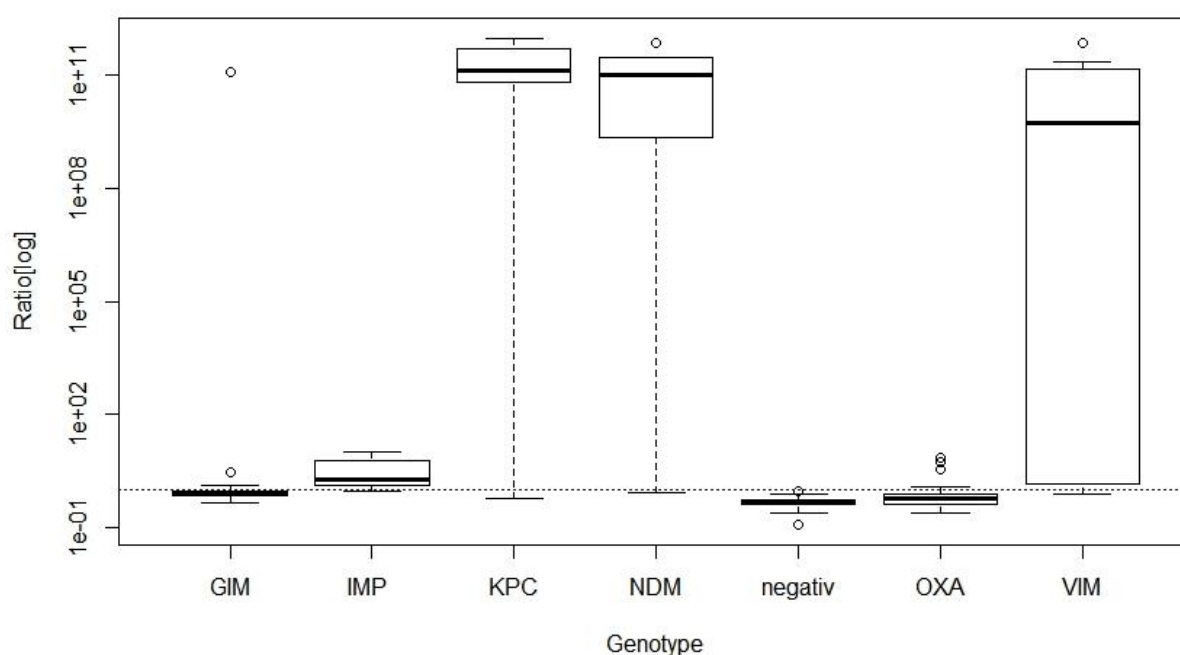 Ratio[log]
1e+11
1e+08
1e+05
1e+02
1e-01
GIM IMP KPC NDM negativ OXA VIM
Genotype